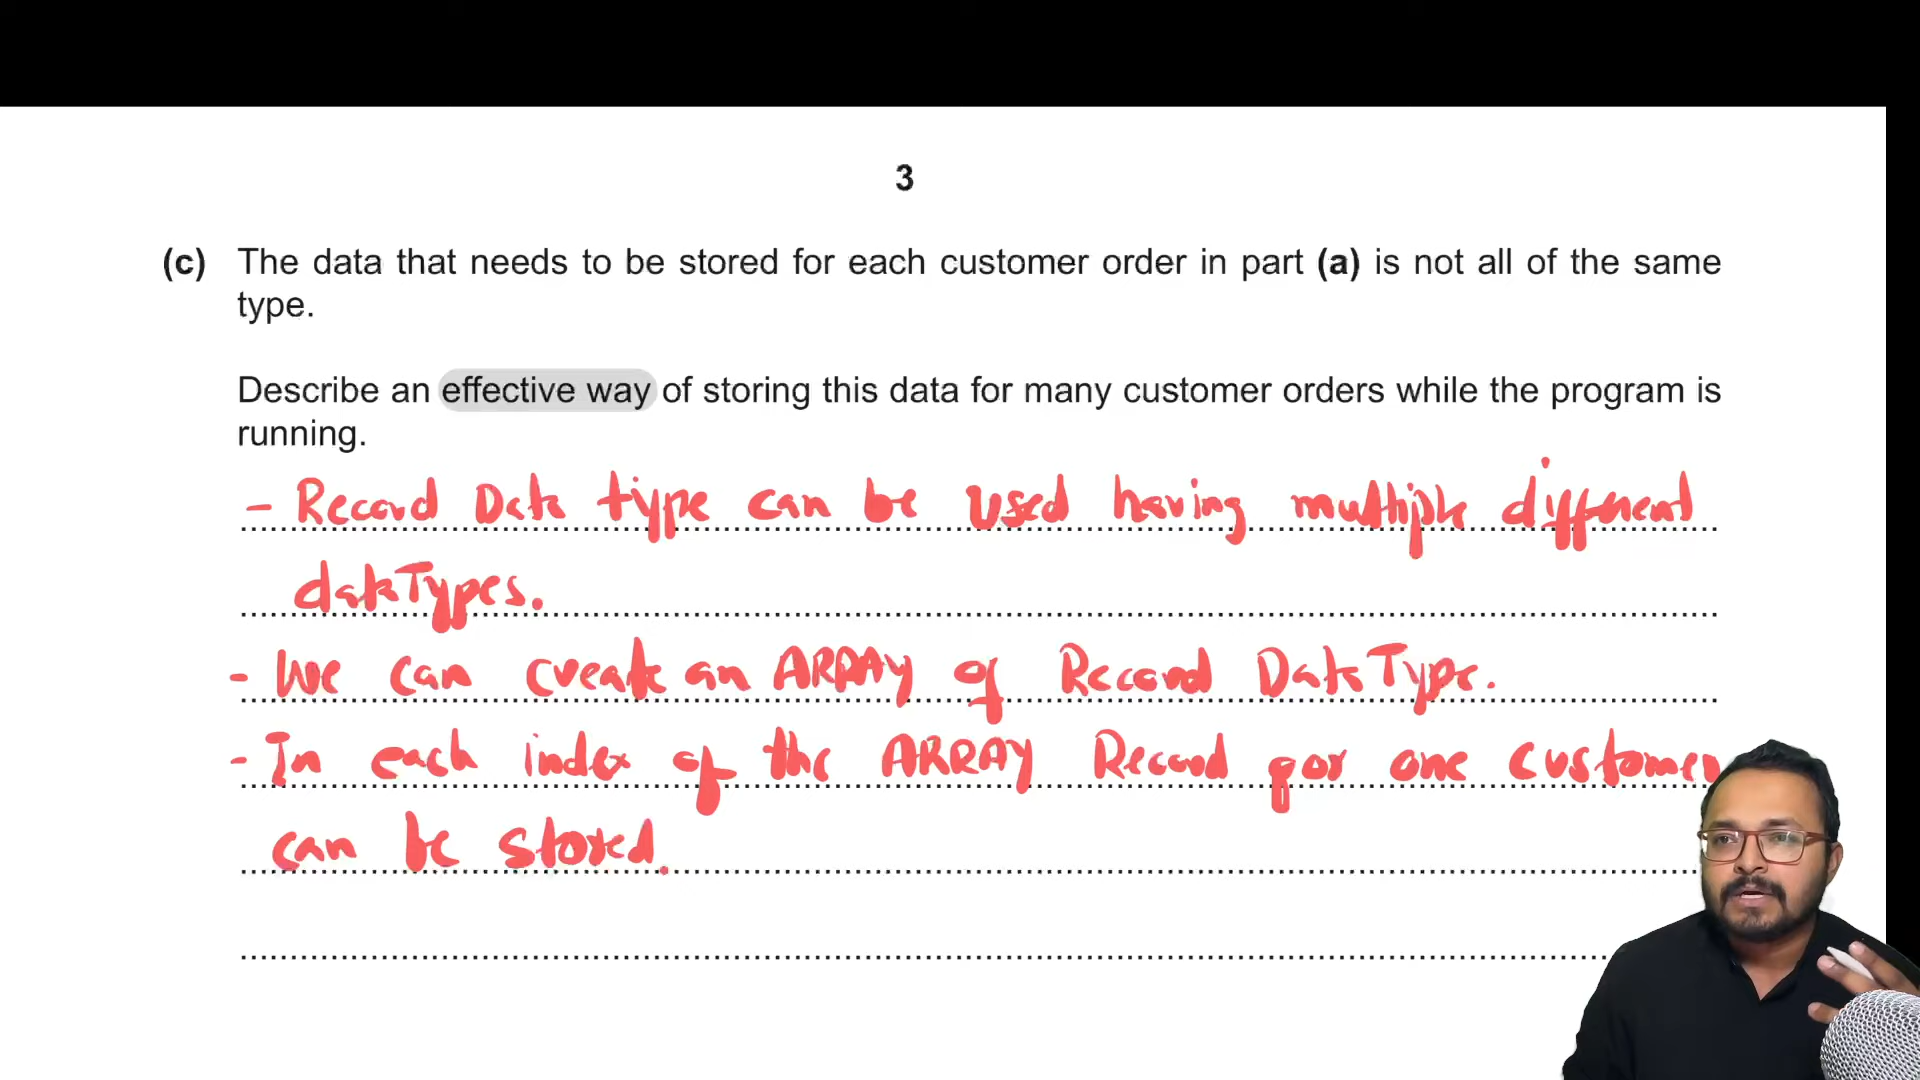 3
(c) The data that needs to be stored for each customer order in part (a) is not all of the same
type.
Describe an effective way of storing this data for many customer orders while the program is
running.
- Record Data type can be used having multiple different
dataTypes.
- We can create an ARRAY of Record DataType.
- In each index of the ARRAY Record for one customer
can be stored.